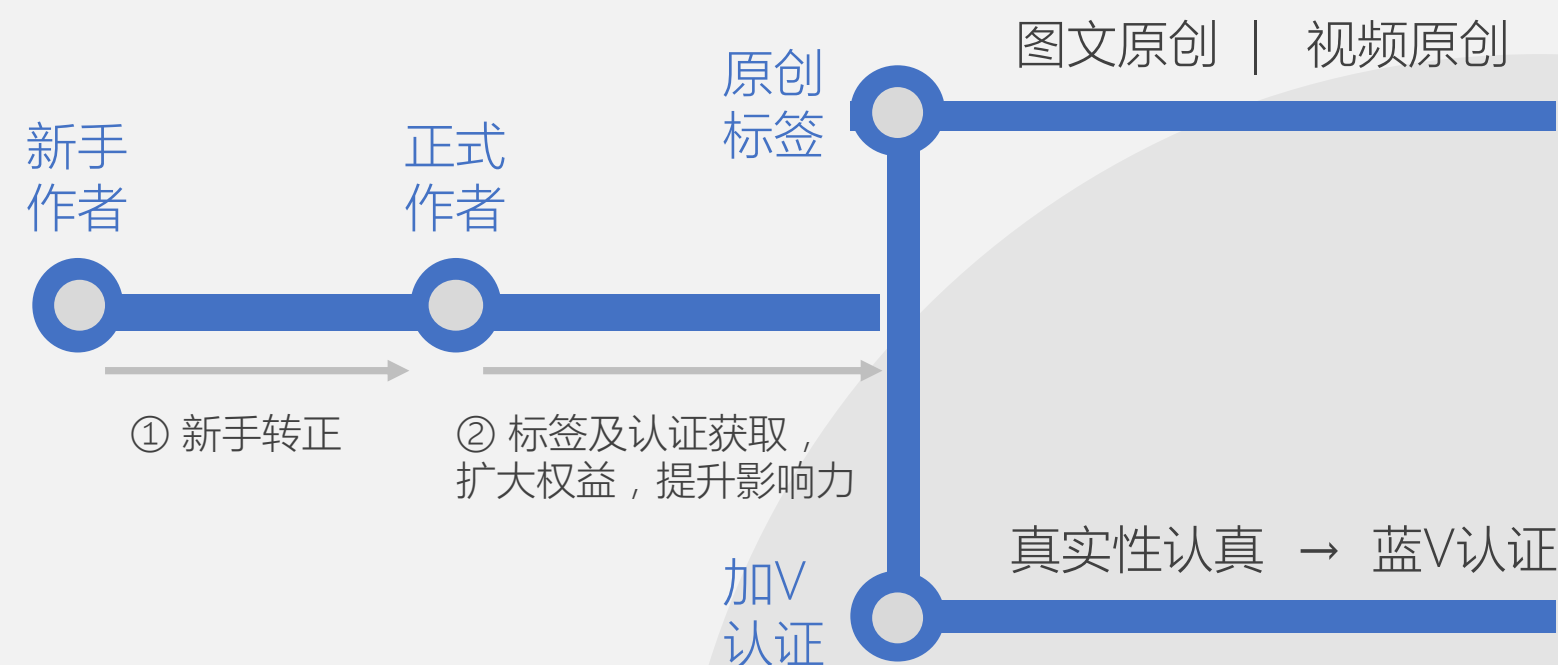 新手
作者
正式
作者
原创
标签
图文原创 | 视频原创
① 新手转正
② 标签及认证获取，
扩大权益，提升影响力
加V
认证
真实性认真 → 蓝V认证